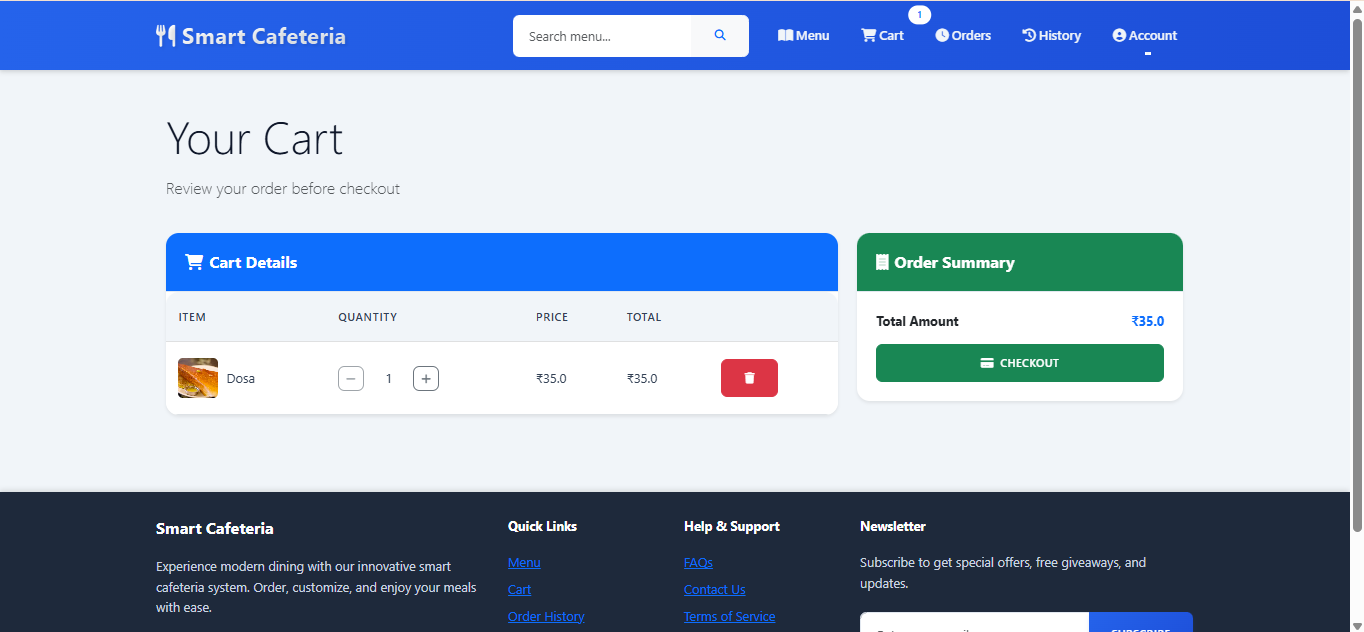 Smart Cafeteria
Search menu...
Menu
Cart
1
Orders
History
Account
Your Cart
Review your order before checkout
Cart Details
ITEM QUANTITY PRICE TOTAL
Dosa − 1 + ₹35.0 ₹35.0
Order Summary
Total Amount ₹35.0
CHECKOUT
Smart Cafeteria
Experience modern dining with our innovative smart
cafeteria system. Order, customize, and enjoy your meals
with ease.
Quick Links
Menu
Cart
Order History
Help & Support
FAQs
Contact Us
Terms of Service
Newsletter
Subscribe to get special offers, free giveaways, and
updates.